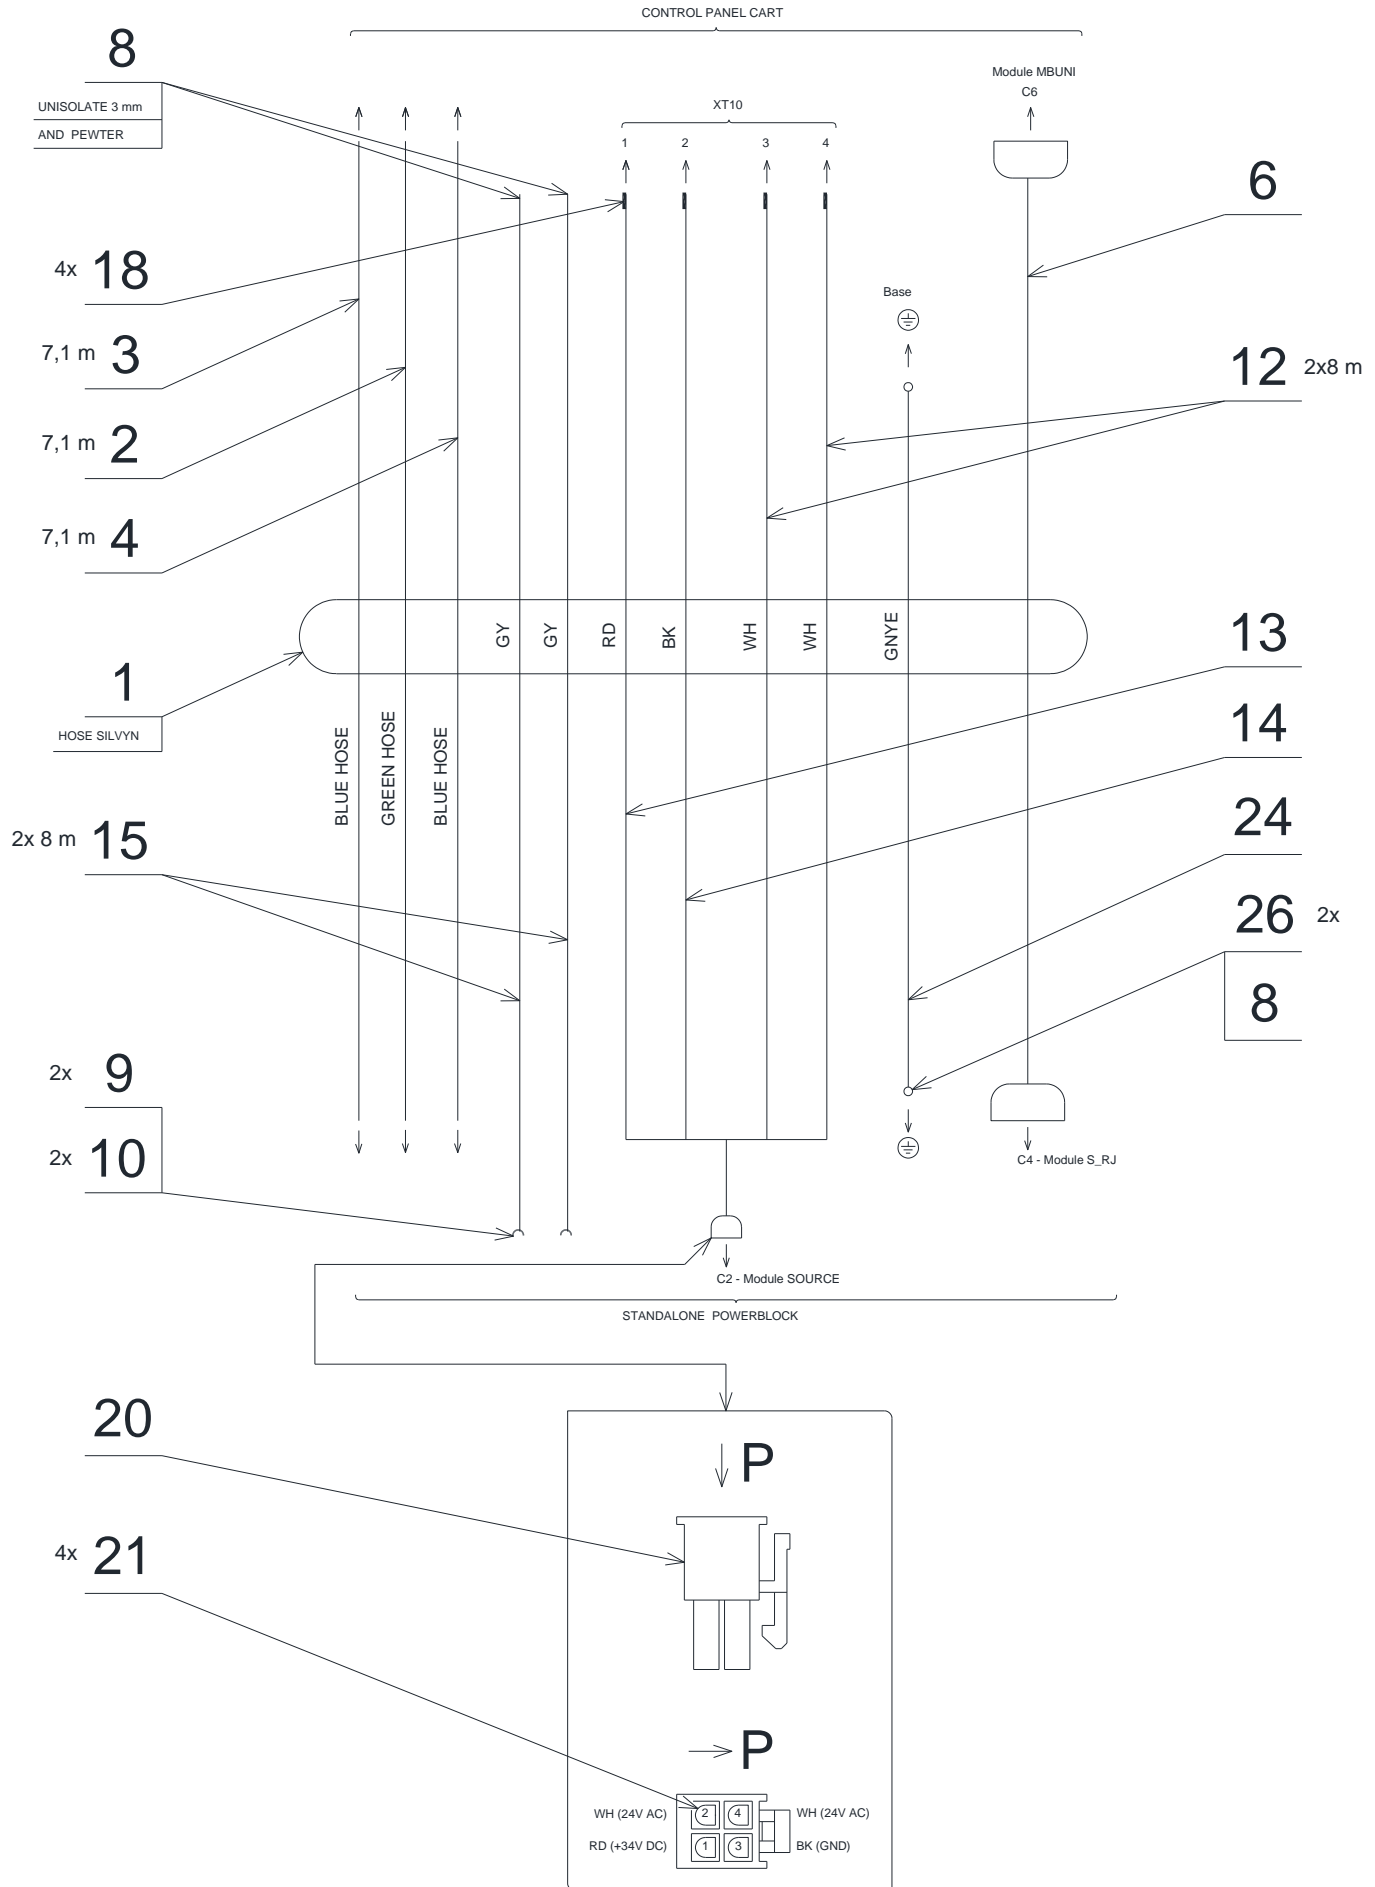 CONTROL PANEL CART
8
UNISOLATE 3 mm
AND PEWTER
Module MBUNI
C6
XT10
1 2 3 4
6
4x 18
Base
7,1 m 3
12 2x8 m
7,1 m 2
7,1 m 4
GY
GY
RD
BK
WH
WH
GNYE
13
1
HOSE SILVYN
14
BLUE HOSE
GREEN HOSE
BLUE HOSE
24
2x 8 m 15
26 2x
8
2x 9
2x 10
C4 - Module S_RJ
C2 - Module SOURCE
STANDALONE POWERBLOCK
20
P
4x 21
P
WH (24V AC) 2 4 WH (24V AC)
RD (+34V DC) 1 3 BK (GND)